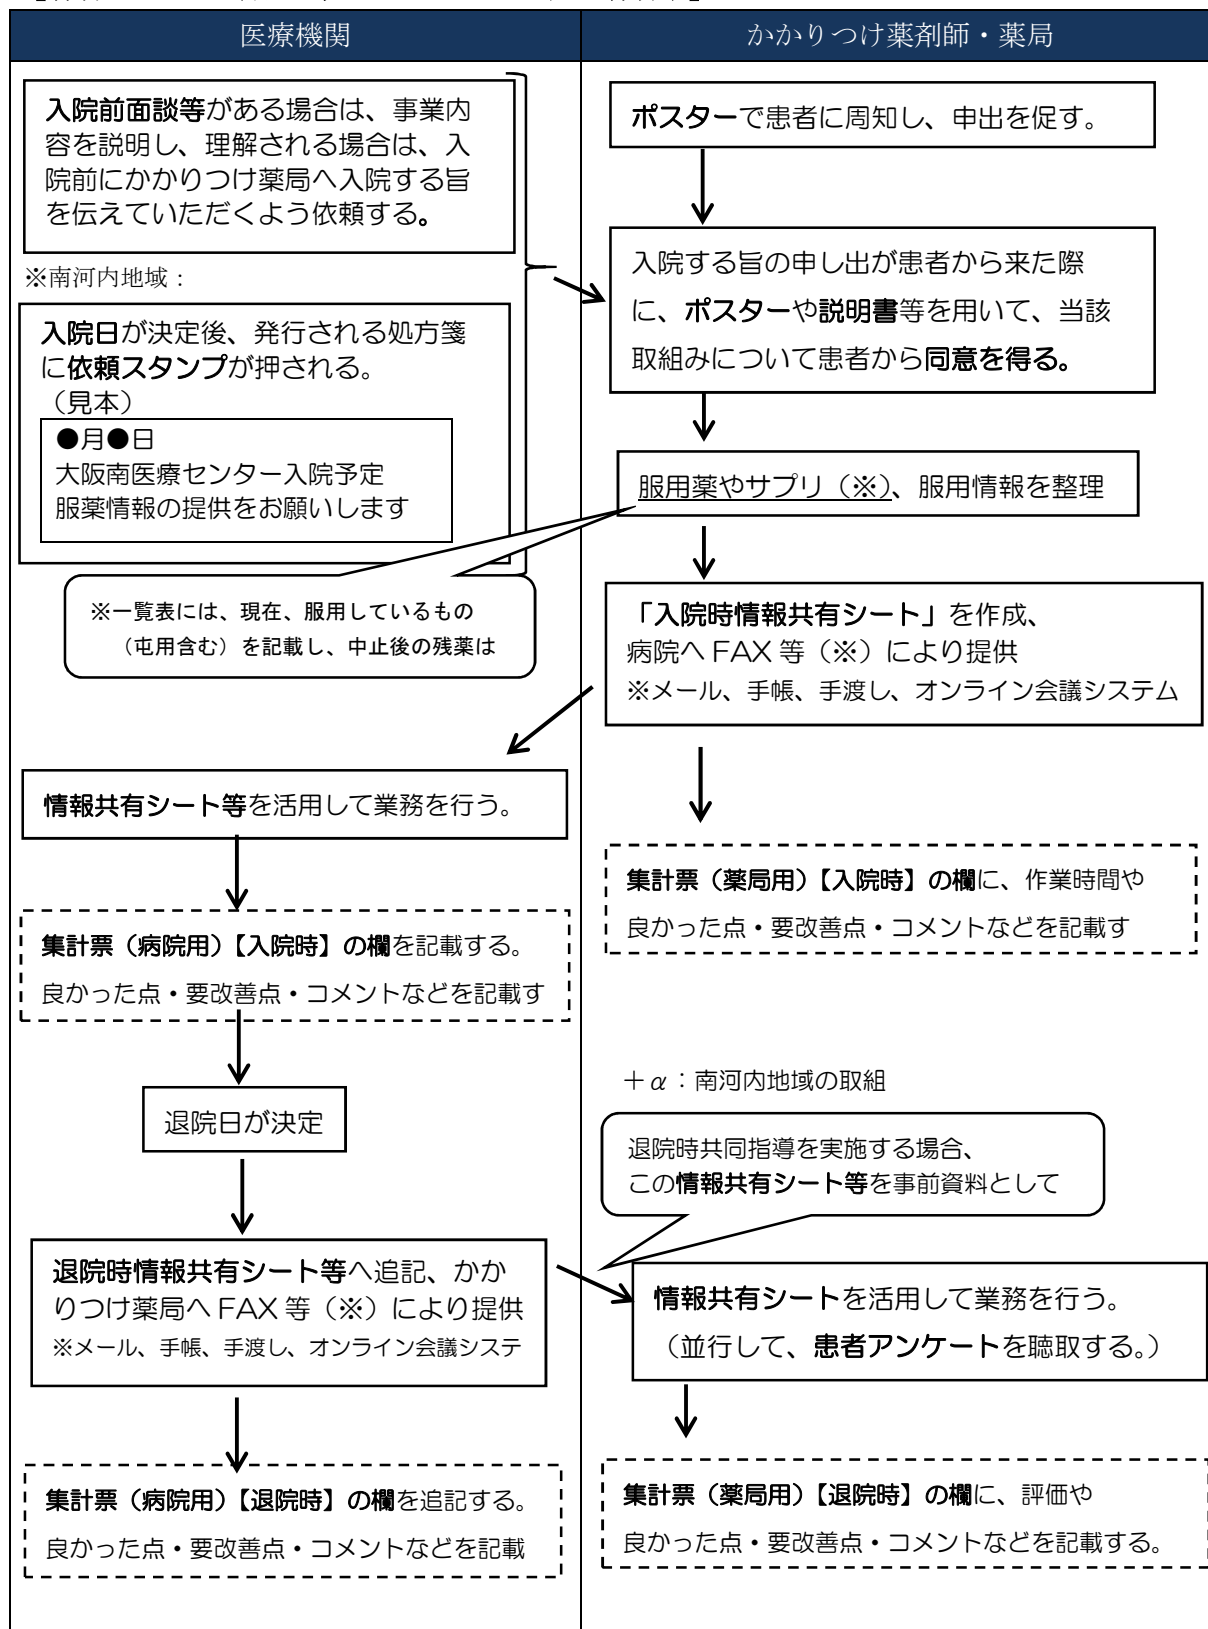 医療機関
入院前面談等がある場合は、事業内
容を説明し、理解される場合は、入
院前にかかりつけ薬局へ入院する旨
を伝えていただくよう依頼する。
※南河内地域：
入院日が決定後、発行される処方箋
に依頼スタンプが押される。
（見本）
●月●日
大阪南医療センター入院予定
服薬情報の提供をお願いします
※一覧表には、現在、服用しているもの
（屯用含む）を記載し、中止後の残薬は
情報共有シート等を活用して業務を行う。
集計票（病院用）【入院時】の欄を記載する。
良かった点・要改善点・コメントなどを記載す
退院日が決定
退院時情報共有シート等へ追記、かか
りつけ薬局へ FAX 等（※）により提供
※メール、手帳、手渡し、オンライン会議システ
集計票（病院用）【退院時】の欄を追記する。
良かった点・要改善点・コメントなどを記載
かかりつけ薬剤師・薬局
ポスターで患者に周知し、申出を促す。
入院する旨の申し出が患者から来た際
に、ポスターや説明書等を用いて、当該
取組みについて患者から同意を得る。
服用薬やサプリ（※）、服用情報を整理
「入院時情報共有シート」を作成、
病院へ FAX 等（※）により提供
※メール、手帳、手渡し、オンライン会議システム
集計票（薬局用）【入院時】の欄に、作業時間や
良かった点・要改善点・コメントなどを記載す
＋α：南河内地域の取組
退院時共同指導を実施する場合、
この情報共有シート等を事前資料として
情報共有シートを活用して業務を行う。
（並行して、患者アンケートを聴取する。）
集計票（薬局用）【退院時】の欄に、評価や
良かった点・要改善点・コメントなどを記載する。